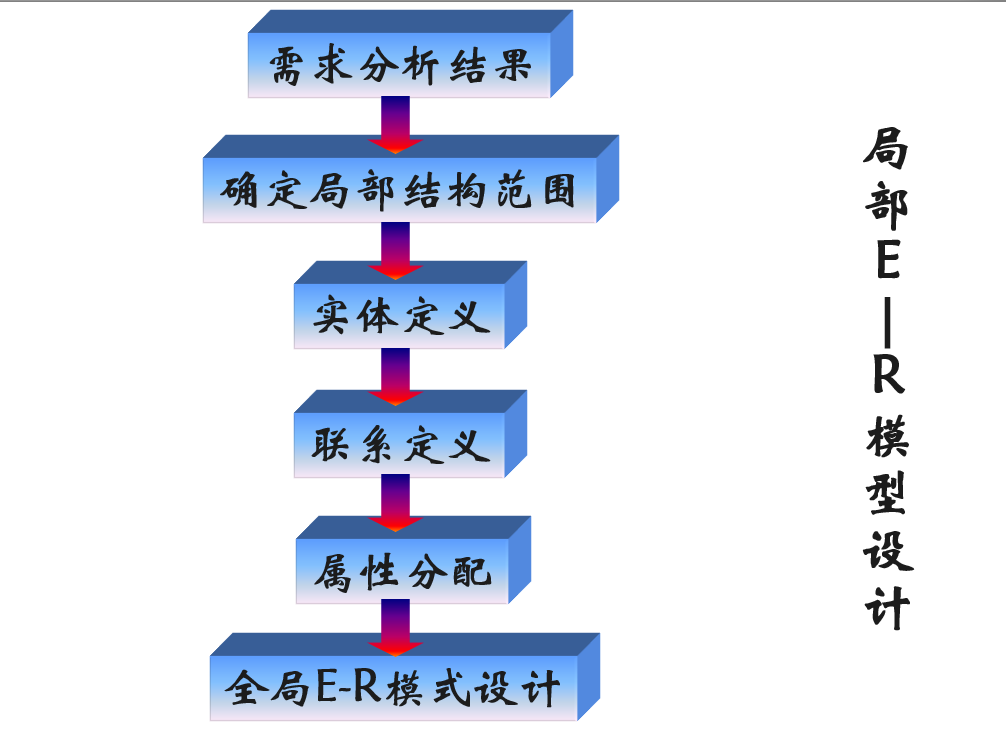 需求分析结果
确定局部结构范围
实体定义
联系定义
属性分配
全局E-R模式设计
局部E—R模型设计